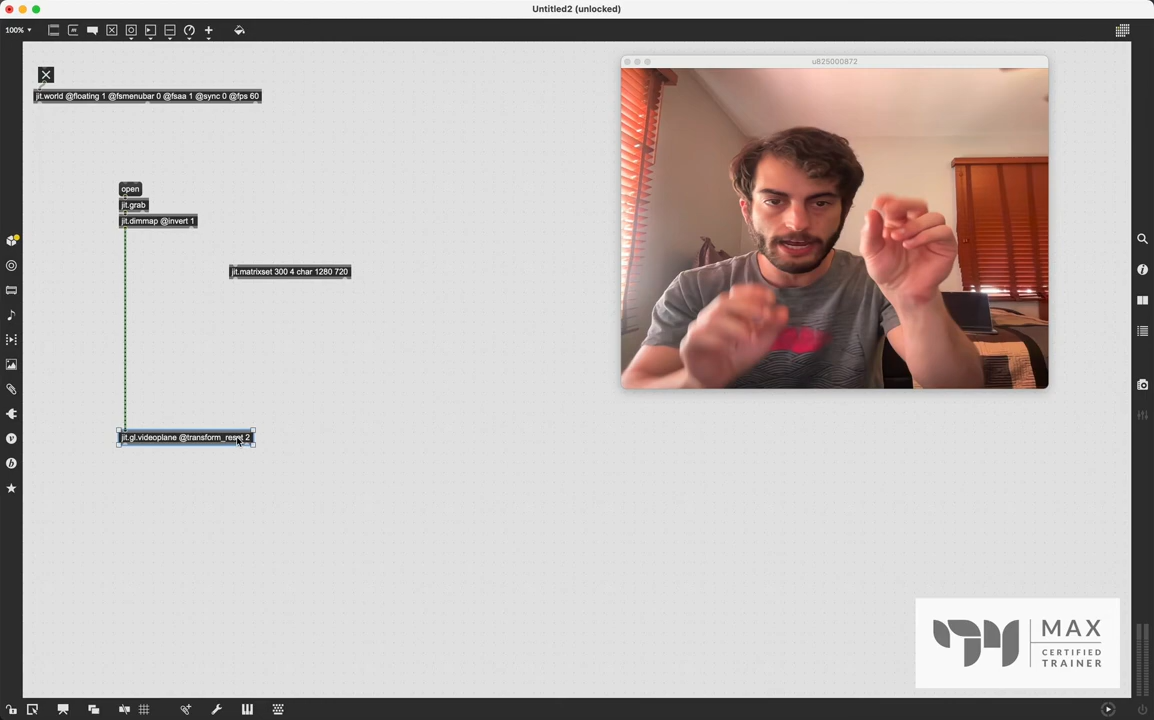 Untitled2 (unlocked)
100%
u825000872
jit.world @floating 1 @fsmenubar 0 @fsaa 1 @sync 0 @fps 60
open
jit.grab
jit.dimmap @invert 1
jit.matrixset 300 4 char 1280 720
jit.gl.videoplane @transform_reset 2
MAX
CERTIFIED
TRAINER